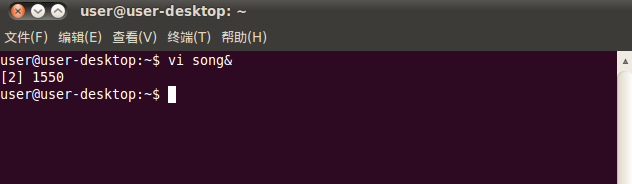 user@user-desktop: ~
文件(F) 编辑(E) 查看(V) 终端(T) 帮助(H)
user@user-desktop:~$ vi song&
[2] 1550
user@user-desktop:~$